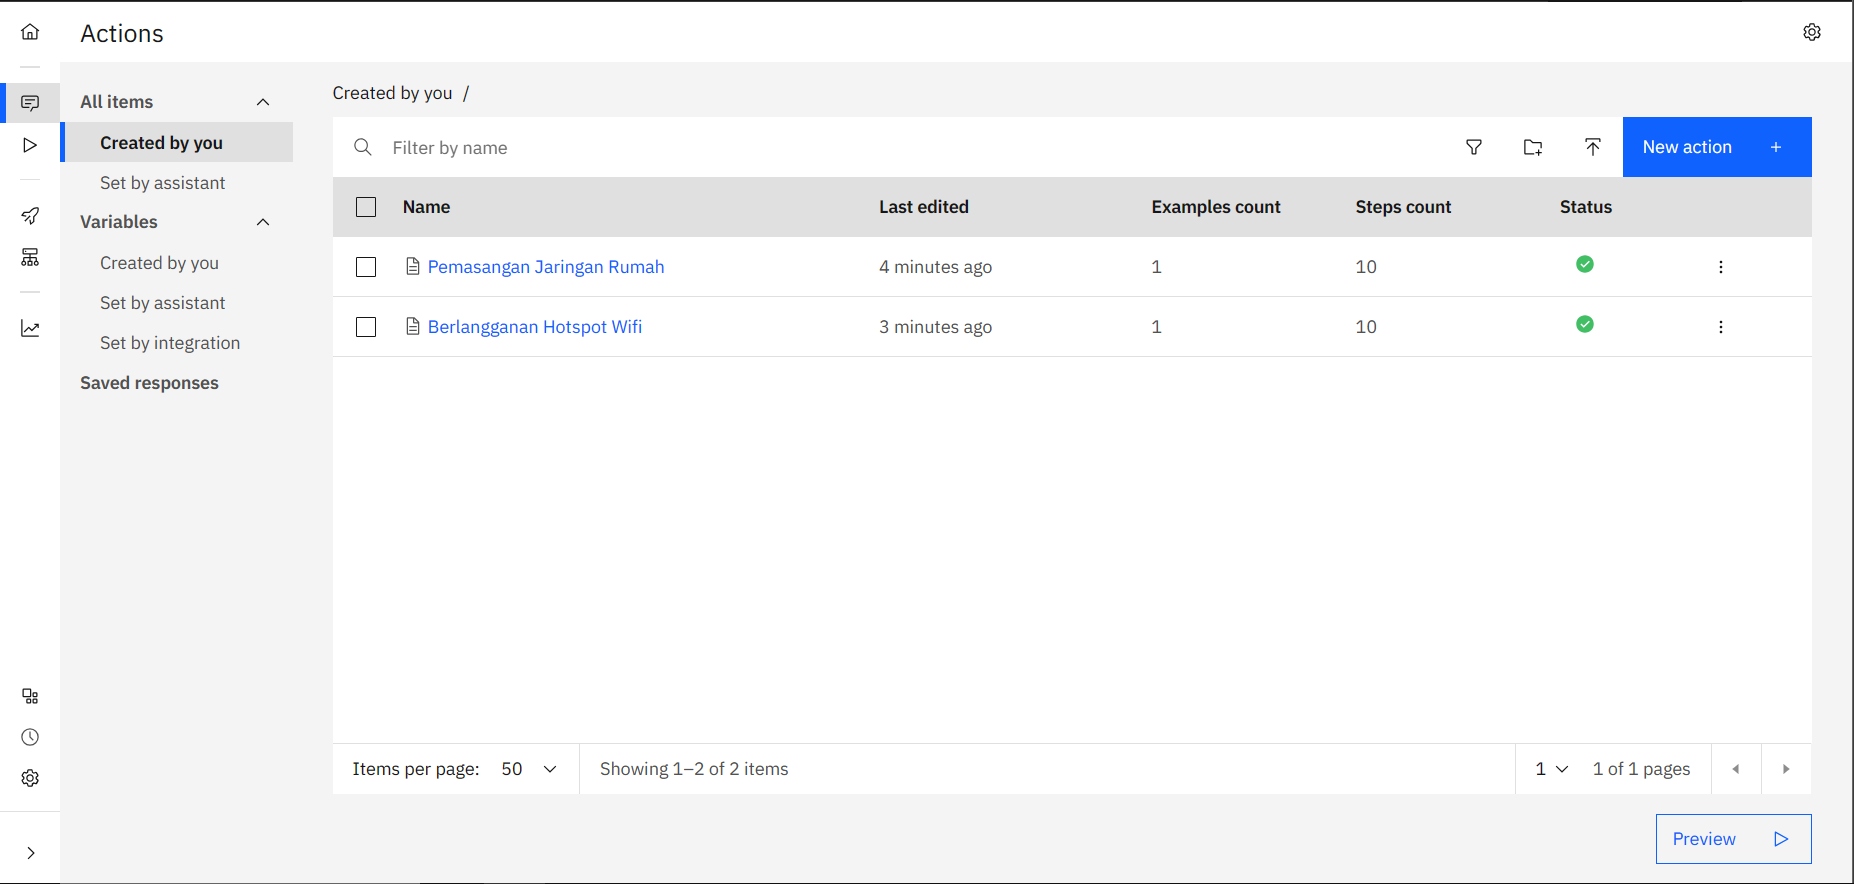 Actions
All items
Created by you
Set by assistant
Variables
Created by you
Set by assistant
Set by integration
Saved responses
Created by you /
Filter by name
New action +
Name Last edited Examples count Steps count Status
Pemasangan Jaringan Rumah 4 minutes ago 1 10
Berlangganan Hotspot Wifi 3 minutes ago 1 10
Items per page: 50 Showing 1–2 of 2 items 1 1 of 1 pages
Preview